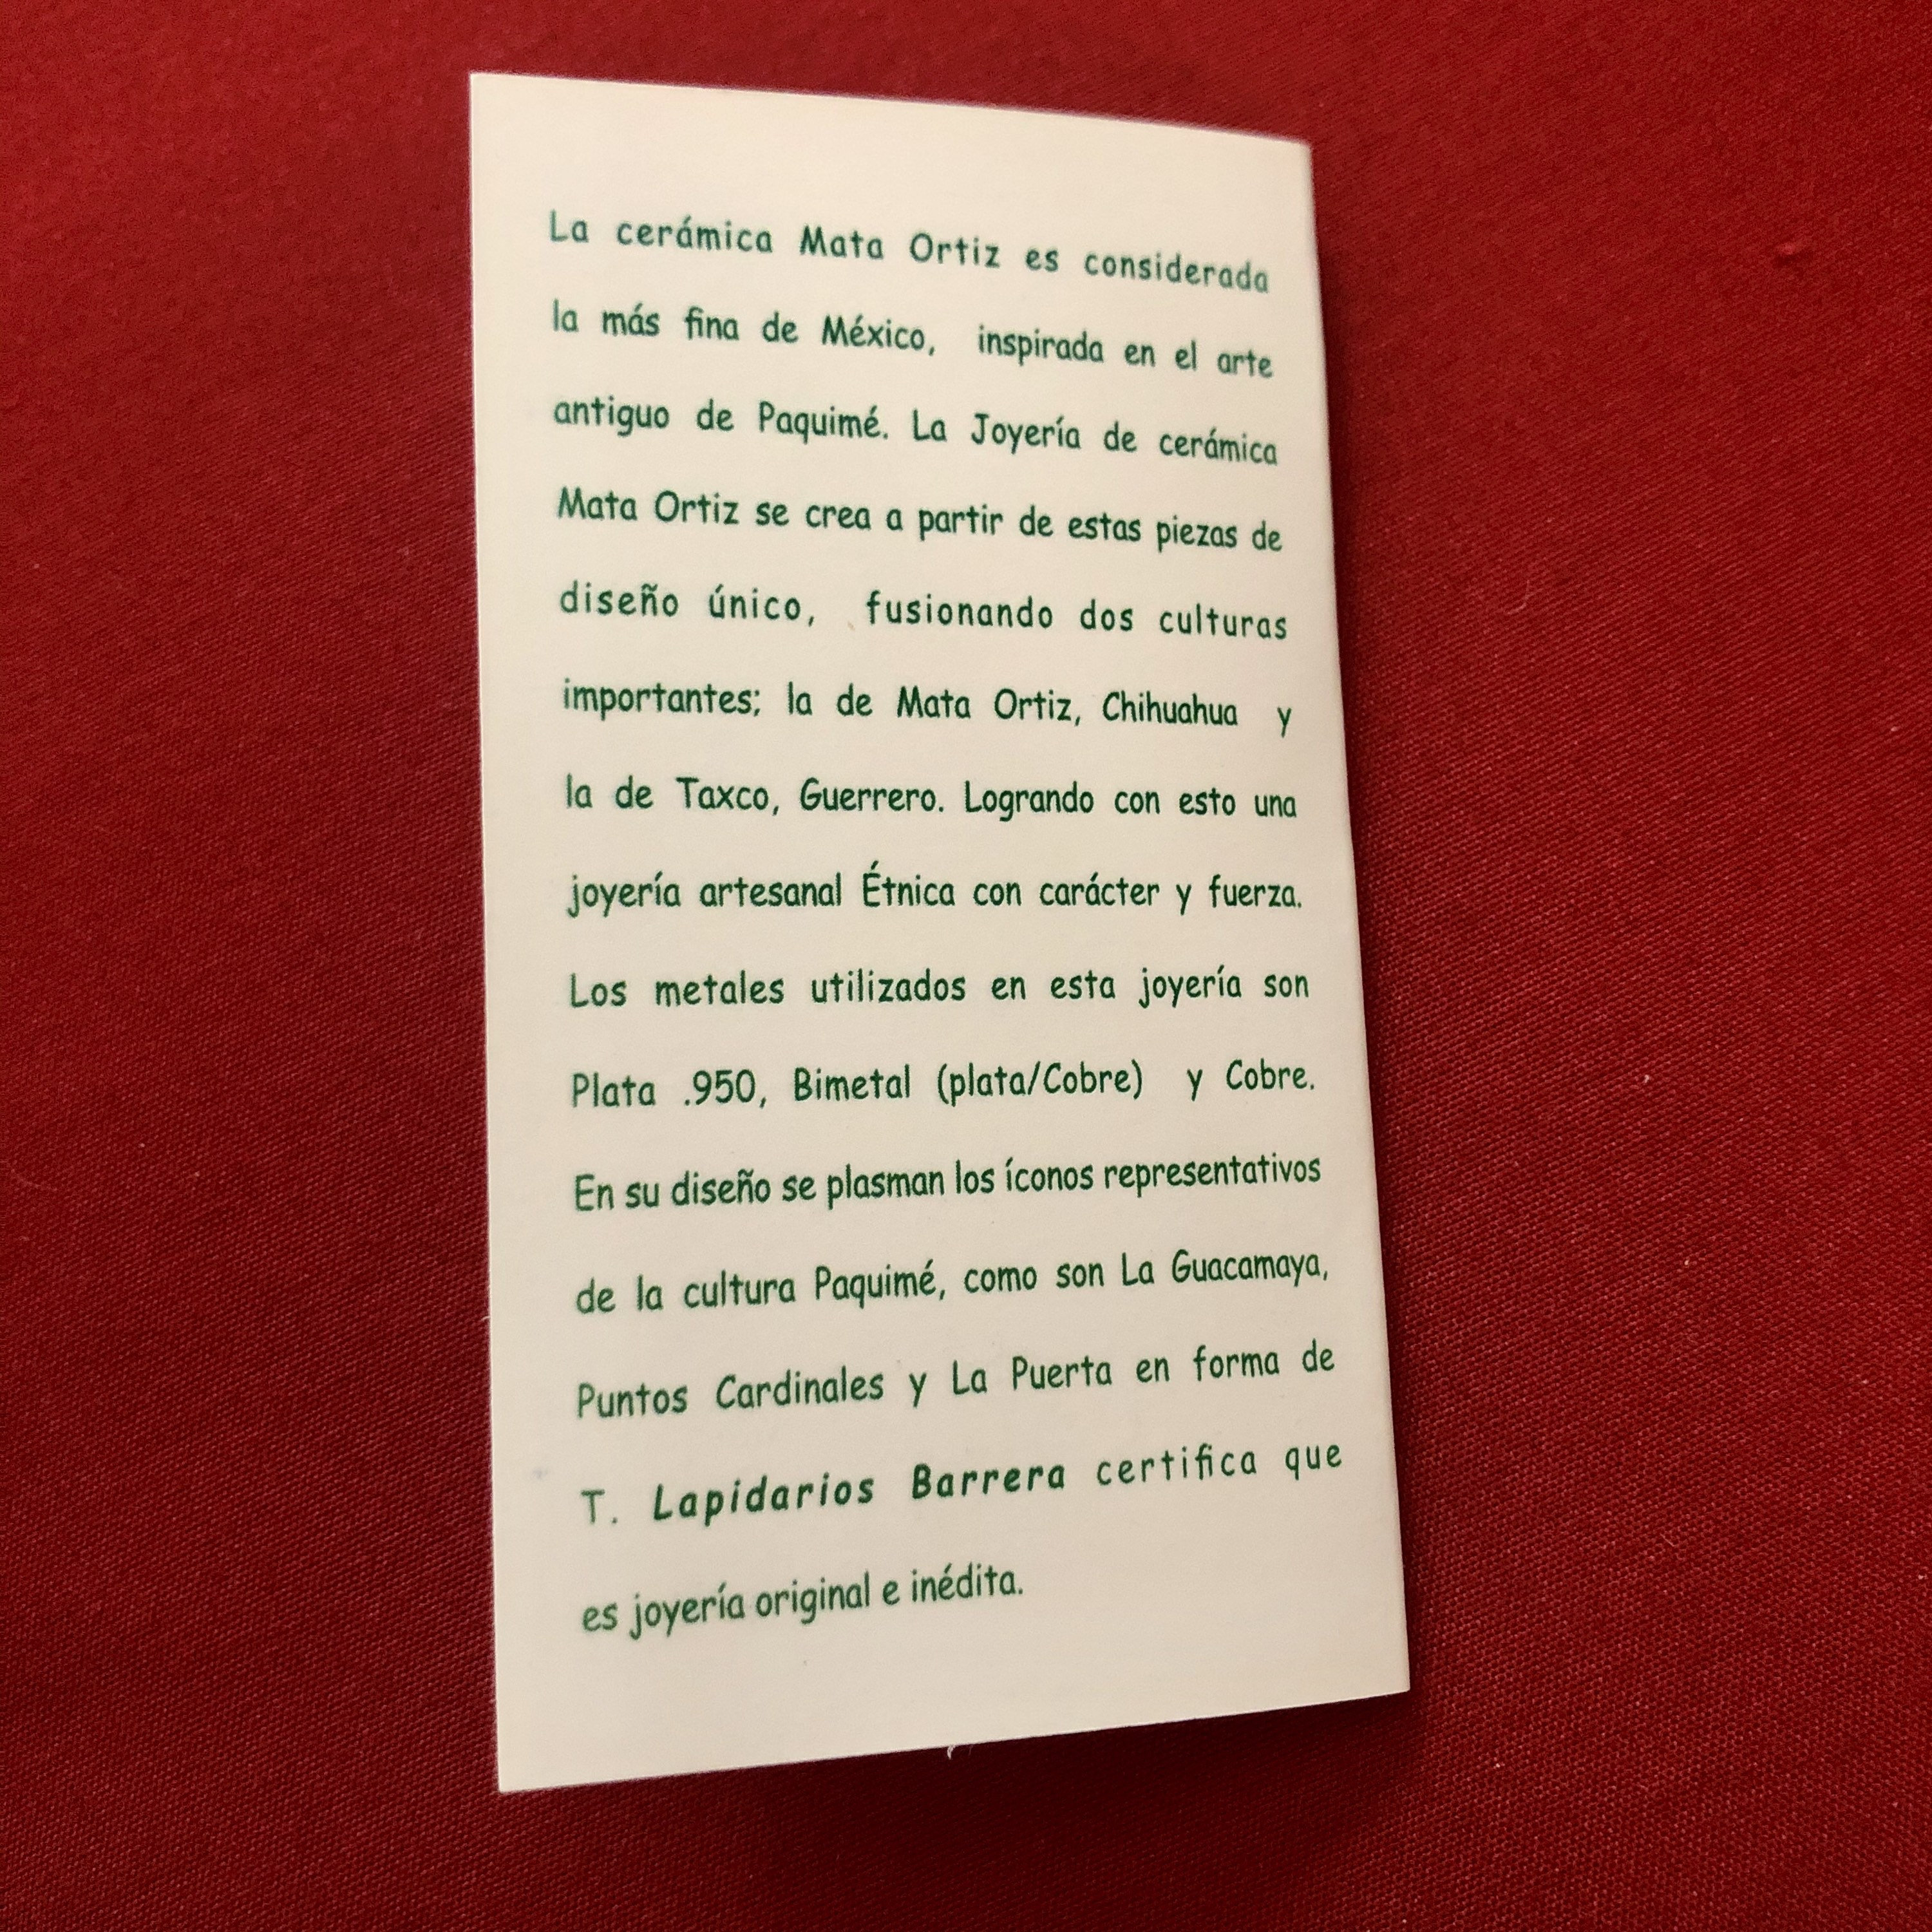 La cerámica Mata Ortiz es considerada
la más fina de México, inspirada en el arte
antiguo de Paquimé. La Joyería de cerámica
Mata Ortiz se crea a partir de estas piezas de
diseño único, fusionando dos culturas
importantes; la de Mata Ortiz, Chihuahua y
la de Taxco, Guerrero. Logrando con esto una
joyería artesanal Étnica con carácter y fuerza.
Los metales utilizados en esta joyería son
Plata .950, Bimetal (plata/Cobre) y Cobre.
En su diseño se plasman los íconos representativos
de la cultura Paquimé, como son La Guacamaya,
Puntos Cardinales y La Puerta en forma de
T. Lapidarios Barrera certifica que
es joyería original e inédita.